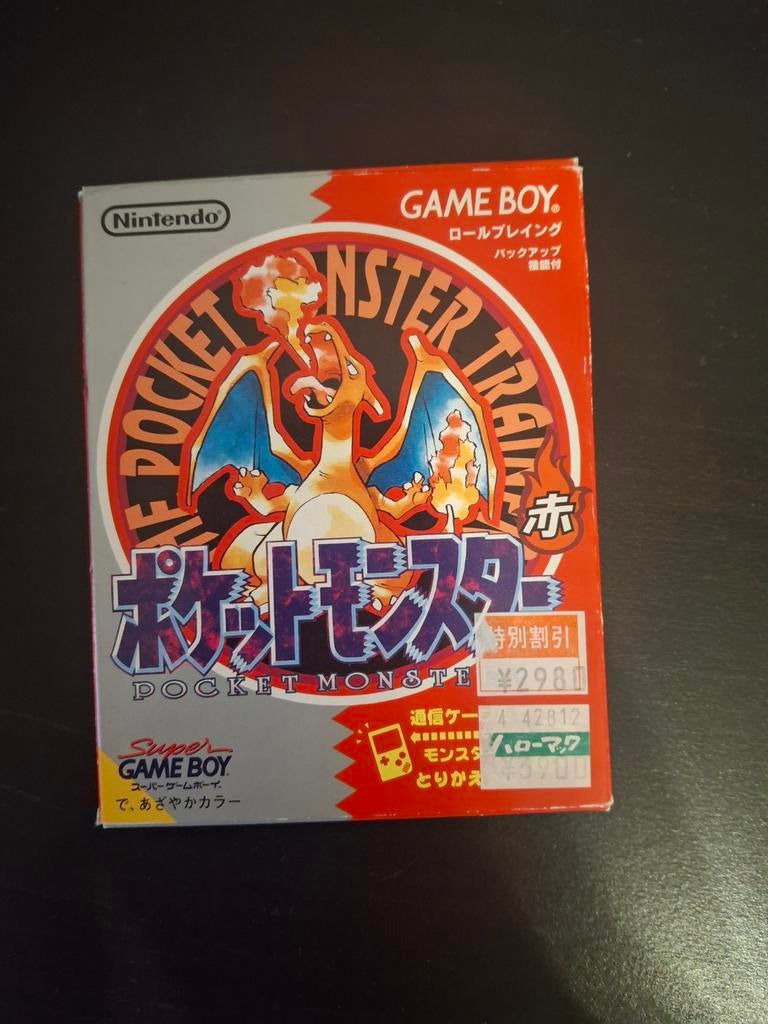 Nintendo®
GAME BOY®
ロールプレイング
バックアップ
機能付
POCKET MONSTER TRAINE
赤
ポケットモンスター
POCKET MONSTE
特別割引
¥2980
4 42812
ハローマック
¥3900
通信ケー
モンスタ
とりかえ
Super
GAME BOY
スーパーゲームボーイ
で、あざやかカラー